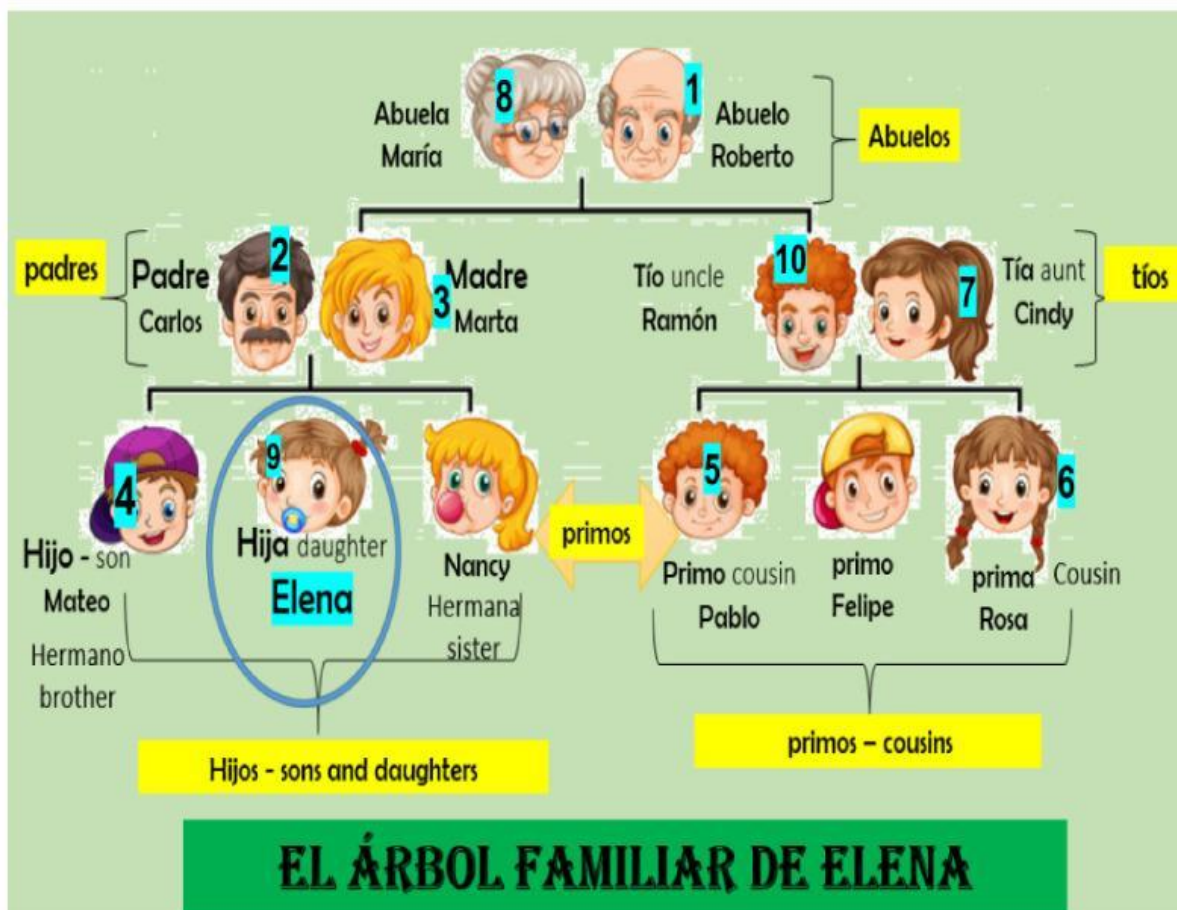 8
1
Abuela
María
Abuelo
Roberto
Abuelos
padres
Padre
Carlos
2
3
Madre
Marta
Tío uncle
Ramón
10
7
Tía aunt
Cindy
tíos
4
Hijo - son
Mateo
Hermano
brother
9
Hija daughter
Elena
Nancy
Hermana
sister
primos
5
Primo cousin
Pablo
primo
Felipe
6
prima Cousin
Rosa
Hijos - sons and daughters
primos – cousins
EL ÁRBOL FAMILIAR DE ELENA